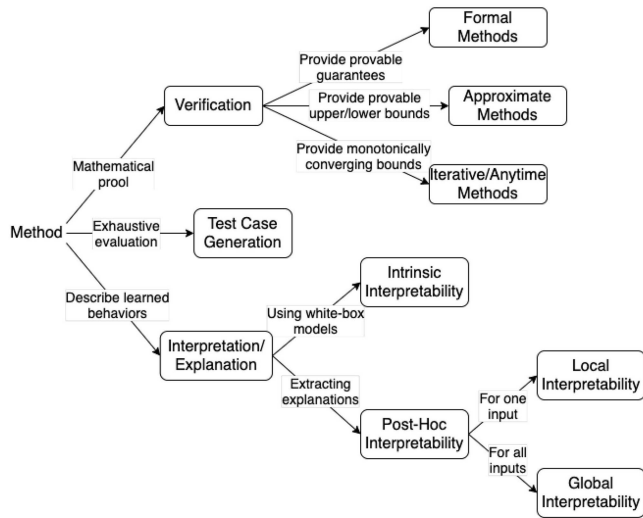 Formal
Methods
Provide provable
guarantees
Verification
Provide provable
upper/lower bounds
Approximate
Methods
Provide monotonically
converging bounds
Iterative/Anytime
Methods
Mathematical
prool
Method
Exhaustive
evaluation
Test Case
Generation
Describe learned
behaviors
Intrinsic
Interpretability
Using white-box
models
Interpretation/
Explanation
Extracting
explanations
Post-Hoc
Interpretability
Local
Interpretability
For one
input
For all
inputs
Global
Interpretability